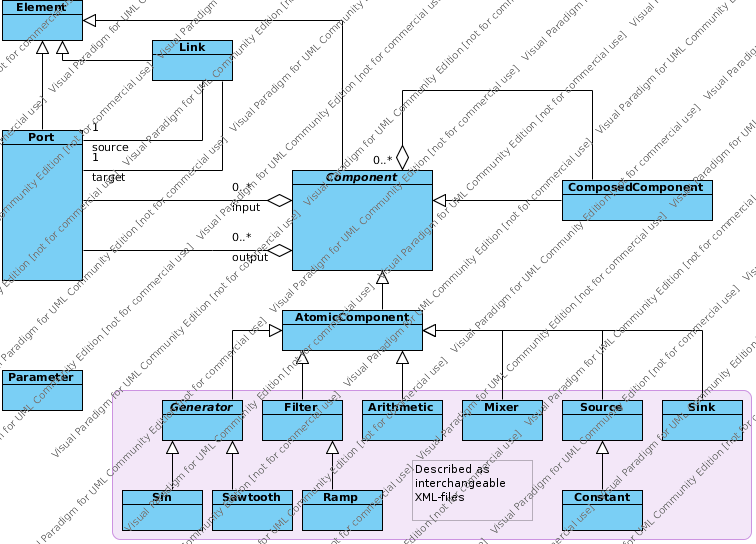 Element
Link
Port
1
source
1
target
0..*
Component
ComposedComponent
0..*
input
0..*
output
AtomicComponent
Parameter
Generator
Filter
Arithmetic
Mixer
Source
Sink
Described as
interchangeable
XML-files
Sin
Sawtooth
Ramp
Constant
Visual Paradigm for UML Community Edition [not for commercial use]